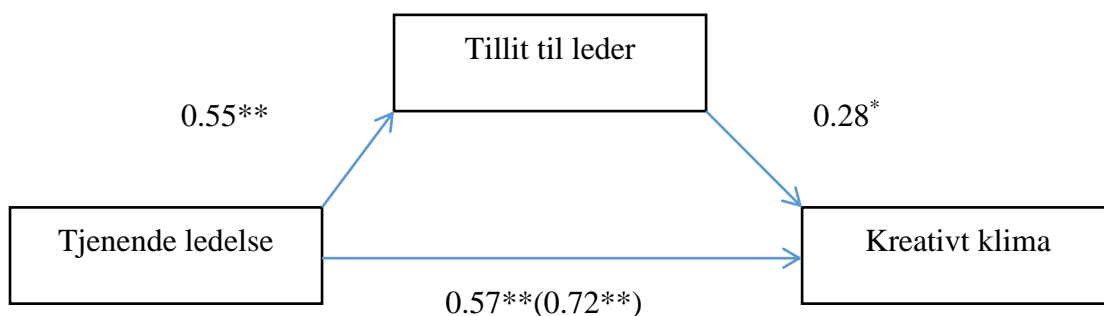 Tillit til leder
0.55**
0.28*
Tjenende ledelse
Kreativt klima
0.57**(0.72**)